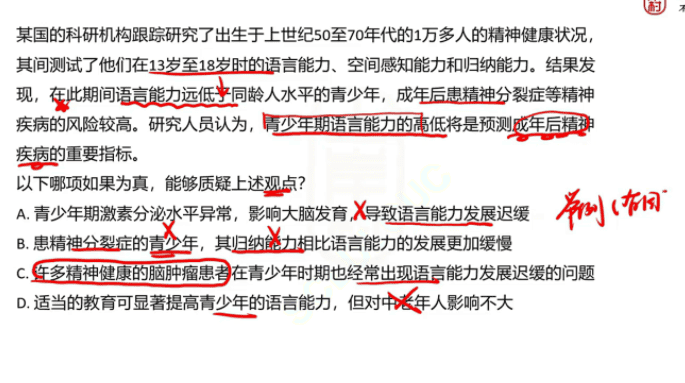 某国的科研机构跟踪研究了出生于上世纪50至70年代的1万多人的精神健康状况，
其间测试了他们在13岁至18岁时的语言能力、空间感知能力和归纳能力。结果发
现，在此期间语言能力远低于同龄人水平的青少年，成年后患精神分裂症等精神
疾病的风险较高。研究人员认为，青少年期语言能力的高低将是预测成年后精神
疾病的重要指标。
以下哪项如果为真，能够质疑上述观点？
A. 青少年期激素分泌水平异常，影响大脑发育，导致语言能力发展迟缓
B. 患精神分裂症的青少年，其归纳能力相比语言能力的发展更加缓慢
C. 许多精神健康的脑肿瘤患者在青少年时期也经常出现语言能力发展迟缓的问题
D. 适当的教育可显著提高青少年的语言能力，但对中老年人影响不大